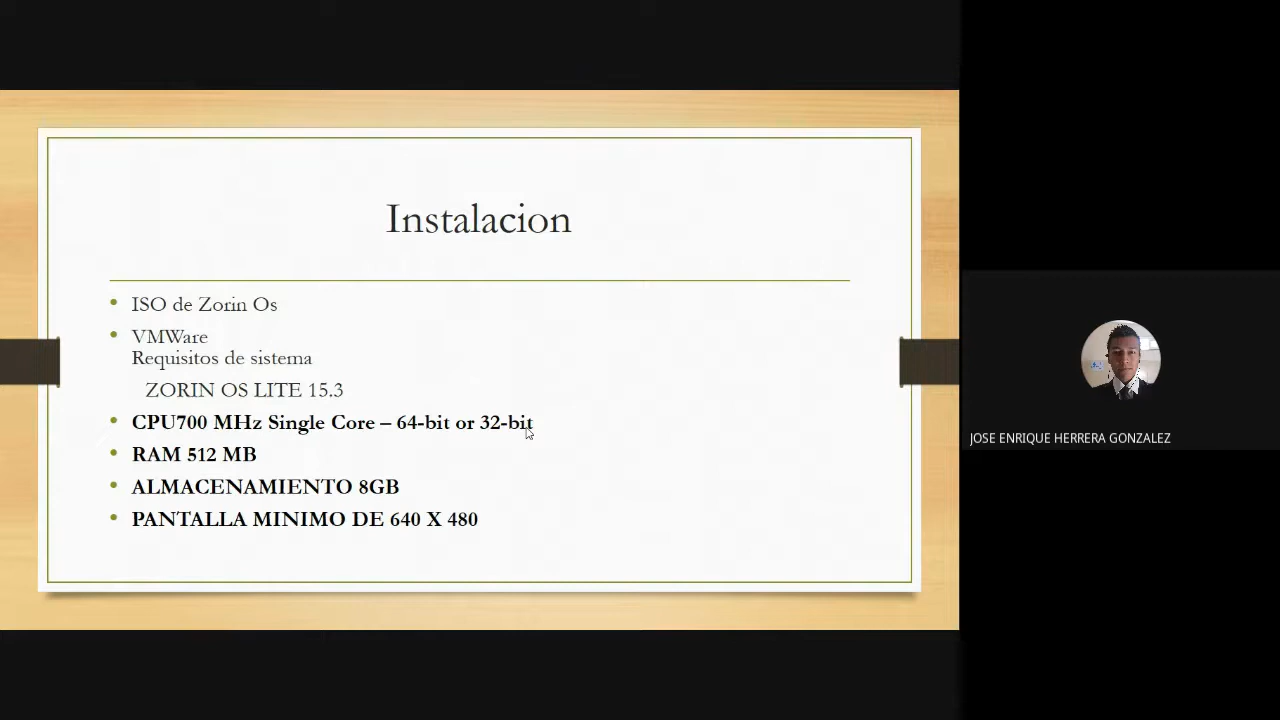 Instalacion
ISO de Zorin Os
VMWare
Requisitos de sistema
ZORIN OS LITE 15.3
CPU700 MHz Single Core – 64-bit or 32-bit
RAM 512 MB
ALMACENAMIENTO 8GB
PANTALLA MINIMO DE 640 X 480
JOSE ENRIQUE HERRERA GONZALEZ